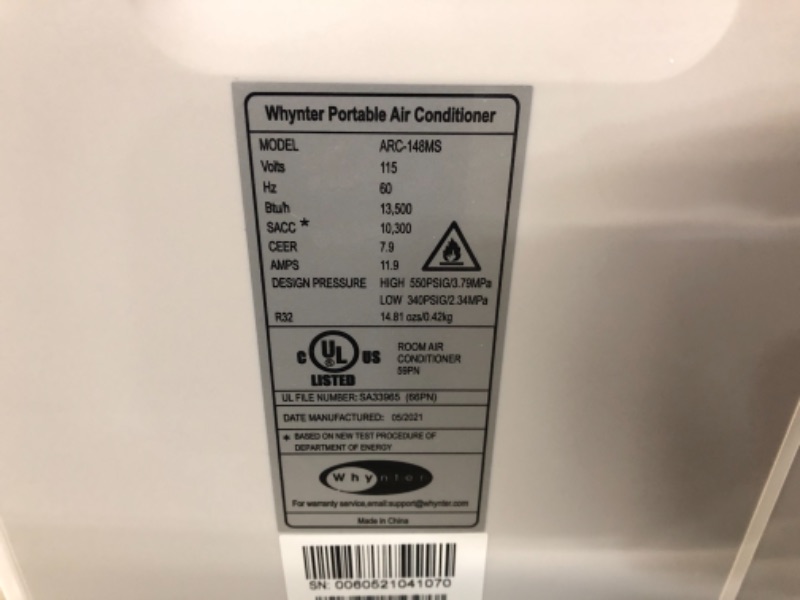 Whynter Portable Air Conditioner
MODEL ARC-148MS
Volts 115
Hz 60
Btu/h 13,500
SACC * 10,300
CEER 7.9
AMPS 11.9
DESIGN PRESSURE HIGH 550PSIG/3.79MPa
LOW 340PSIG/2.34MPa
R32 14.81 ozs/0.42kg
c UL ® US
LISTED
ROOM AIR
CONDITIONER
59PN
UL FILE NUMBER: SA33965 (66PN)
DATE MANUFACTURED: 05/2021
* BASED ON NEW TEST PROCEDURE OF
DEPARTMENT OF ENERGY
Whynter
For warranty service,email:support@whynter.com
Made in China
SN: 0060521041070